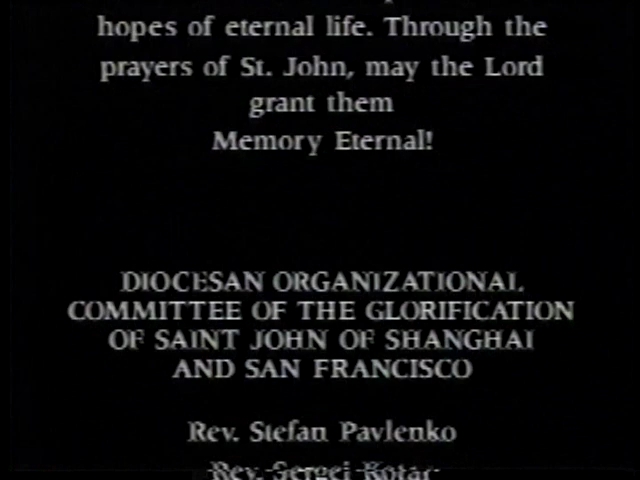 hopes of eternal life. Through the
prayers of St. John, may the Lord
grant them
Memory Eternal!
DIOCESAN ORGANIZATIONAL
COMMITTEE OF THE GLORIFICATION
OF SAINT JOHN OF SHANGHAI
AND SAN FRANCISCO
Rev. Stefan Pavlenko
Rev. Sergei Kotar